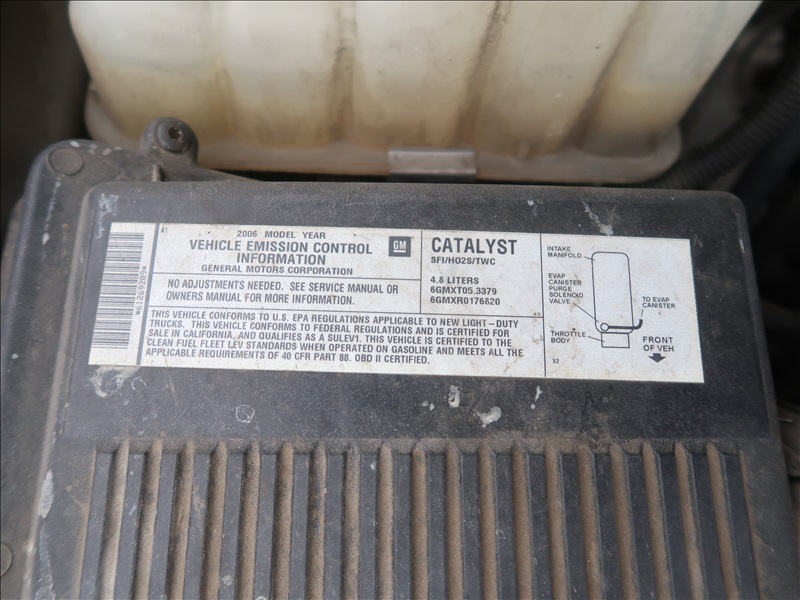 2006 MODEL YEAR
VEHICLE EMISSION CONTROL
INFORMATION
GENERAL MOTORS CORPORATION
GM
NO ADJUSTMENTS NEEDED. SEE SERVICE MANUAL OR
OWNERS MANUAL FOR MORE INFORMATION.
CATALYST
SFI/HO2S/TWC
4.8 LITERS
6GMXT05.3379
6GMXR0176820
THIS VEHICLE CONFORMS TO U.S. EPA REGULATIONS APPLICABLE TO NEW LIGHT-DUTY
TRUCKS. THIS VEHICLE CONFORMS TO FEDERAL REGULATIONS AND IS CERTIFIED FOR
SALE IN CALIFORNIA, AND QUALIFIES AS A SULEV1. THIS VEHICLE IS CERTIFIED TO THE
CLEAN FUEL FLEET LEV STANDARDS WHEN OPERATED ON GASOLINE AND MEETS ALL THE
APPLICABLE REQUIREMENTS OF 40 CFR PART 88. OBD II CERTIFIED.
INTAKE
MANIFOLD
EVAP
CANISTER
PURGE
SOLENOID
VALVE
TO EVAP
CANISTER
THROTTLE
BODY
FRONT
OF VEH
32